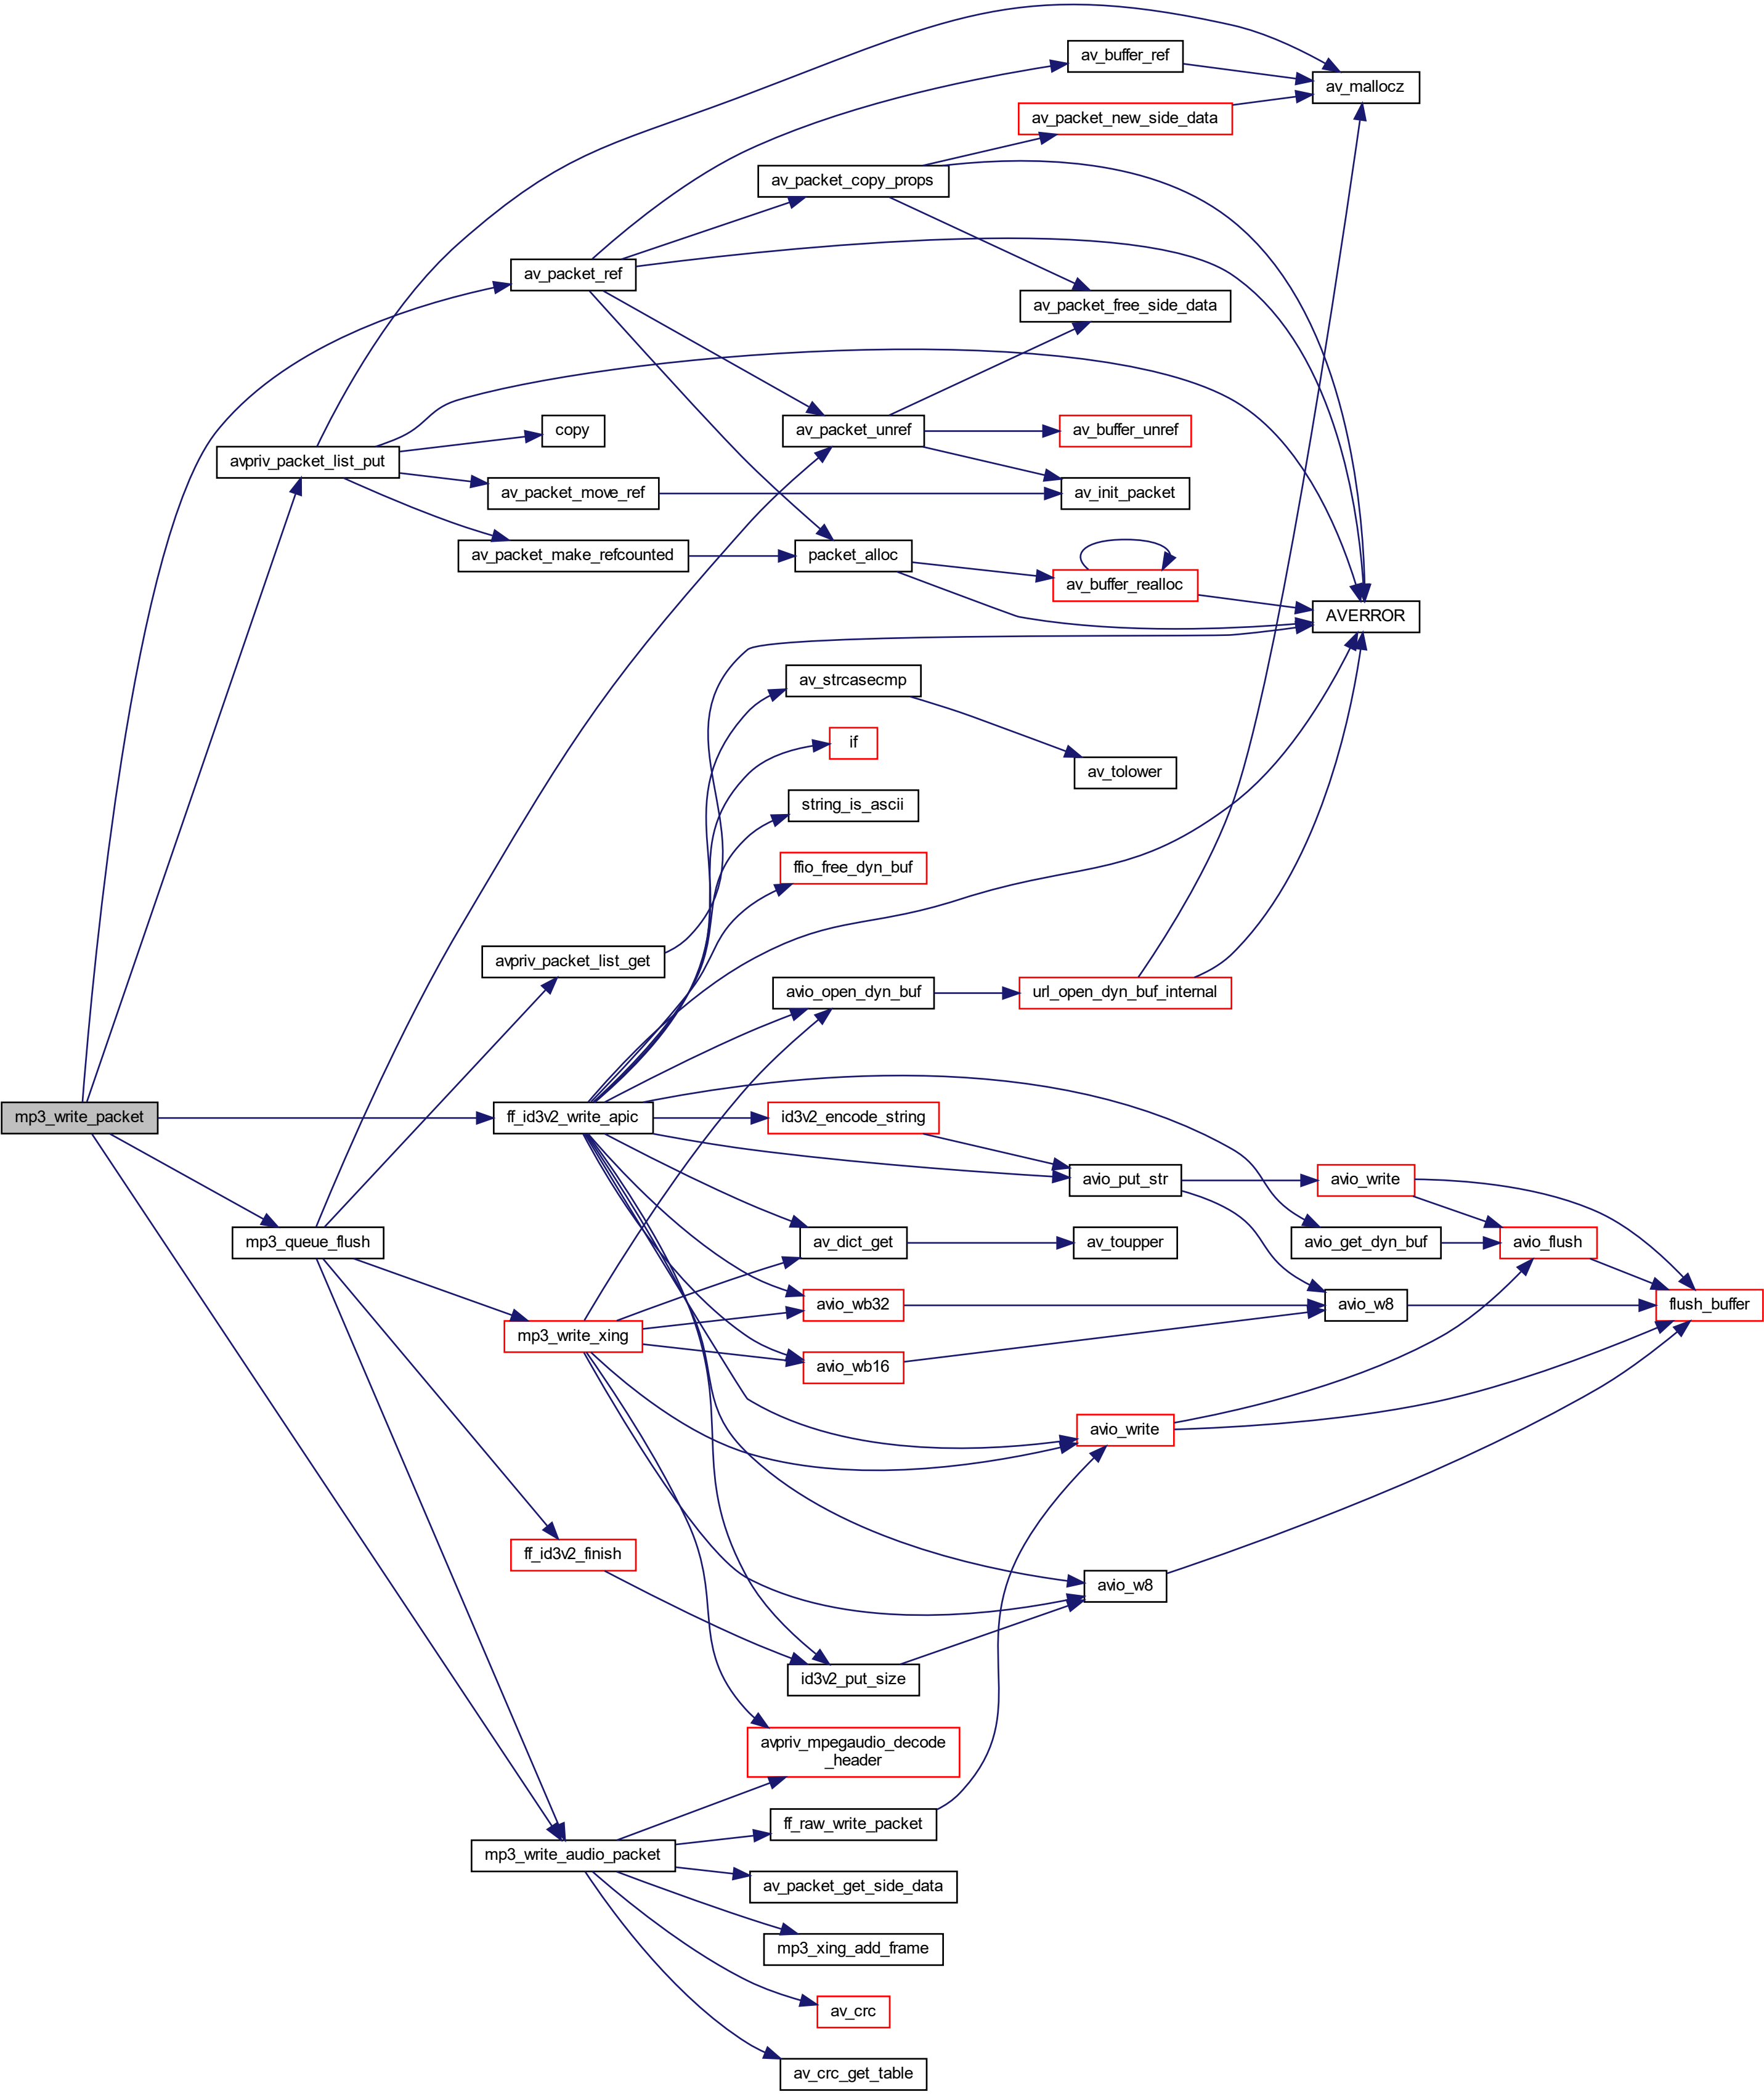 av_buffer_ref
av_mallocz
av_packet_new_side_data
av_packet_copy_props
av_packet_ref
av_packet_free_side_data
copy
av_packet_unref
av_buffer_unref
avpriv_packet_list_put
av_packet_move_ref
av_init_packet
av_packet_make_refcounted
packet_alloc
av_buffer_realloc
AVERROR
av_strcasecmp
if
av_tolower
string_is_ascii
ffio_free_dyn_buf
avpriv_packet_list_get
avio_open_dyn_buf
url_open_dyn_buf_internal
mp3_write_packet
ff_id3v2_write_apic
id3v2_encode_string
avio_put_str
avio_write
mp3_queue_flush
av_dict_get
av_toupper
avio_get_dyn_buf
avio_flush
mp3_write_xing
avio_wb32
avio_w8
flush_buffer
avio_wb16
avio_write
ff_id3v2_finish
avio_w8
id3v2_put_size
avpriv_mpegaudio_decode
_header
ff_raw_write_packet
mp3_write_audio_packet
av_packet_get_side_data
mp3_xing_add_frame
av_crc
av_crc_get_table